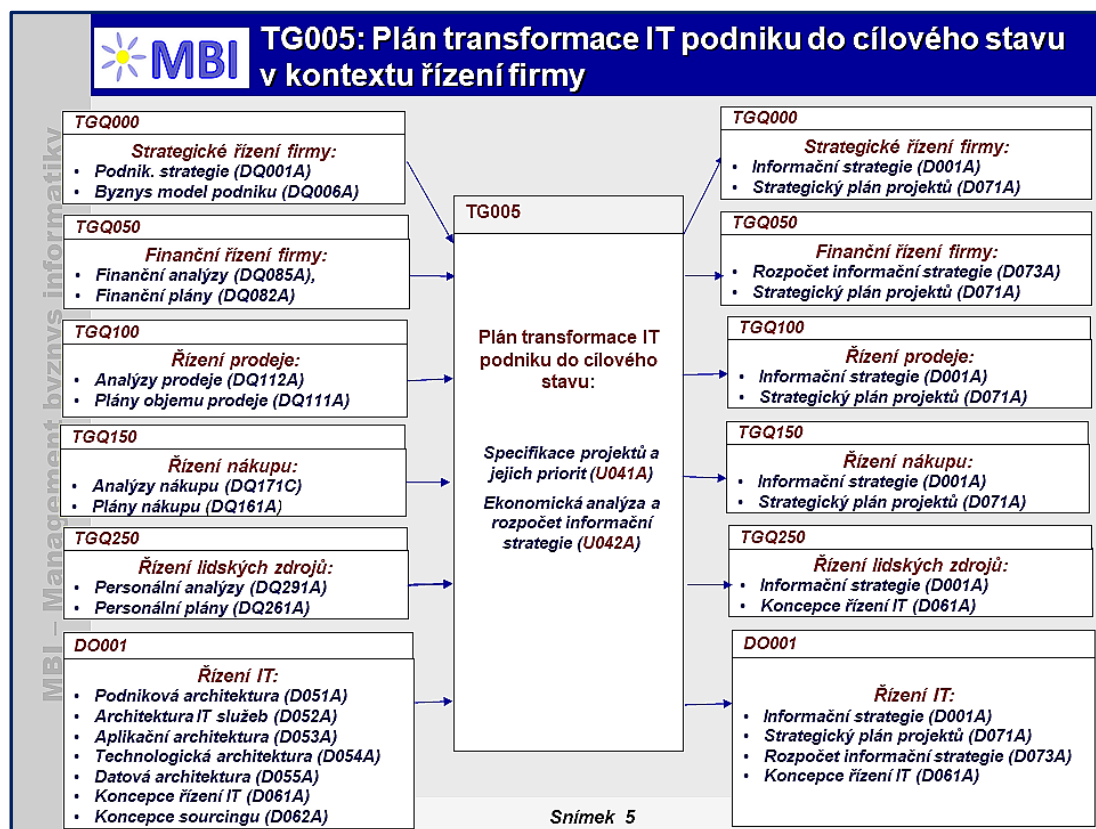 MBI
TG005: Plán transformace IT podniku do cílového stavu
v kontextu řízení firmy
MBI – Management byznys informatiky
TGQ000
Strategické řízení firmy:
• Podnik. strategie (DQ001A)
• Byznys model podniku (DQ006A)
TGQ050
Finanční řízení firmy:
• Finanční analýzy (DQ085A),
• Finanční plány (DQ082A)
TGQ100
Řízení prodeje:
• Analýzy prodeje (DQ112A)
• Plány objemu prodeje (DQ111A)
TGQ150
Řízení nákupu:
• Analýzy nákupu (DQ171C)
• Plány nákupu (DQ161A)
TGQ250
Řízení lidských zdrojů:
• Personální analýzy (DQ291A)
• Personální plány (DQ261A)
DO001
Řízení IT:
• Podniková architektura (D051A)
• Architektura IT služeb (D052A)
• Aplikační architektura (D053A)
• Technologická architektura (D054A)
• Datová architektura (D055A)
• Koncepce řízení IT (D061A)
• Koncepce sourcingu (D062A)
TG005
Plán transformace IT
podniku do cílového
stavu:
Specifikace projektů a
jejich priorit (U041A)
Ekonomická analýza a
rozpočet informační
strategie (U042A)
TGQ000
Strategické řízení firmy:
• Informační strategie (D001A)
• Strategický plán projektů (D071A)
TGQ050
Finanční řízení firmy:
• Rozpočet informační strategie (D073A)
• Strategický plán projektů (D071A)
TGQ100
Řízení prodeje:
• Informační strategie (D001A)
• Strategický plán projektů (D071A)
TGQ150
Řízení nákupu:
• Informační strategie (D001A)
• Strategický plán projektů (D071A)
TGQ250
Řízení lidských zdrojů:
• Informační strategie (D001A)
• Koncepce řízení IT (D061A)
DO001
Řízení IT:
• Informační strategie (D001A)
• Strategický plán projektů (D071A)
• Rozpočet informační strategie (D073A)
• Koncepce řízení IT (D061A)
Snímek 5